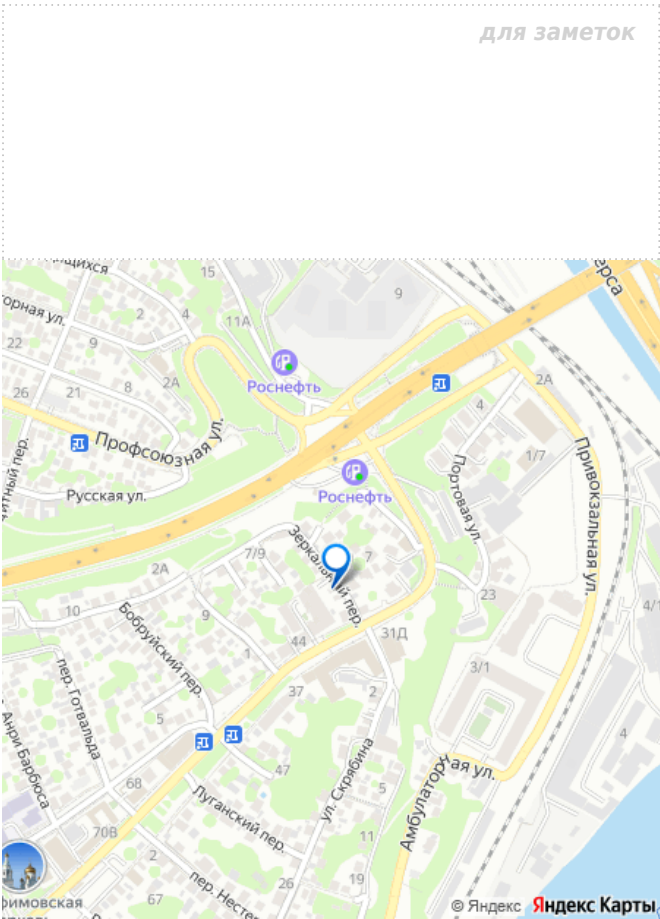 для заметок
15
9
11А
4
2
22
9
8
2А
26
21
Роснефть
2А
4
Профсоюзная ул.
1/7
Роснефть
Русская ул.
Портовая ул.
Привокзальная ул.
Зеркальный пер.
7/9
7
2А
10
9
Бобруйский пер.
23
4/1
44
31Д
1
3/1
пер. Готвальда
37
2
5
4
Анри Барбюса
47
ул. Скрябина
68
5
Амбулаторная ул.
Луганский пер.
70В
11
2
67
26
19
пер. Несте
© Яндекс Яндекс Карты